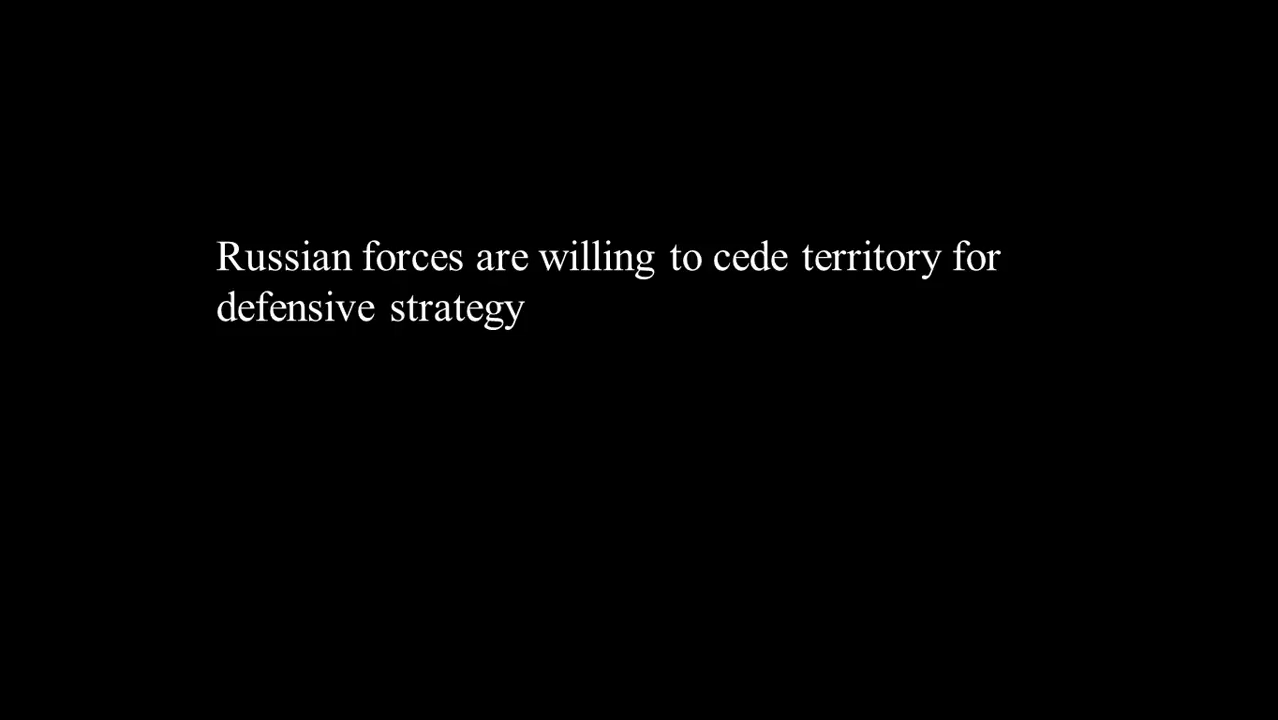 Russian forces are willing to cede territory for
defensive strategy